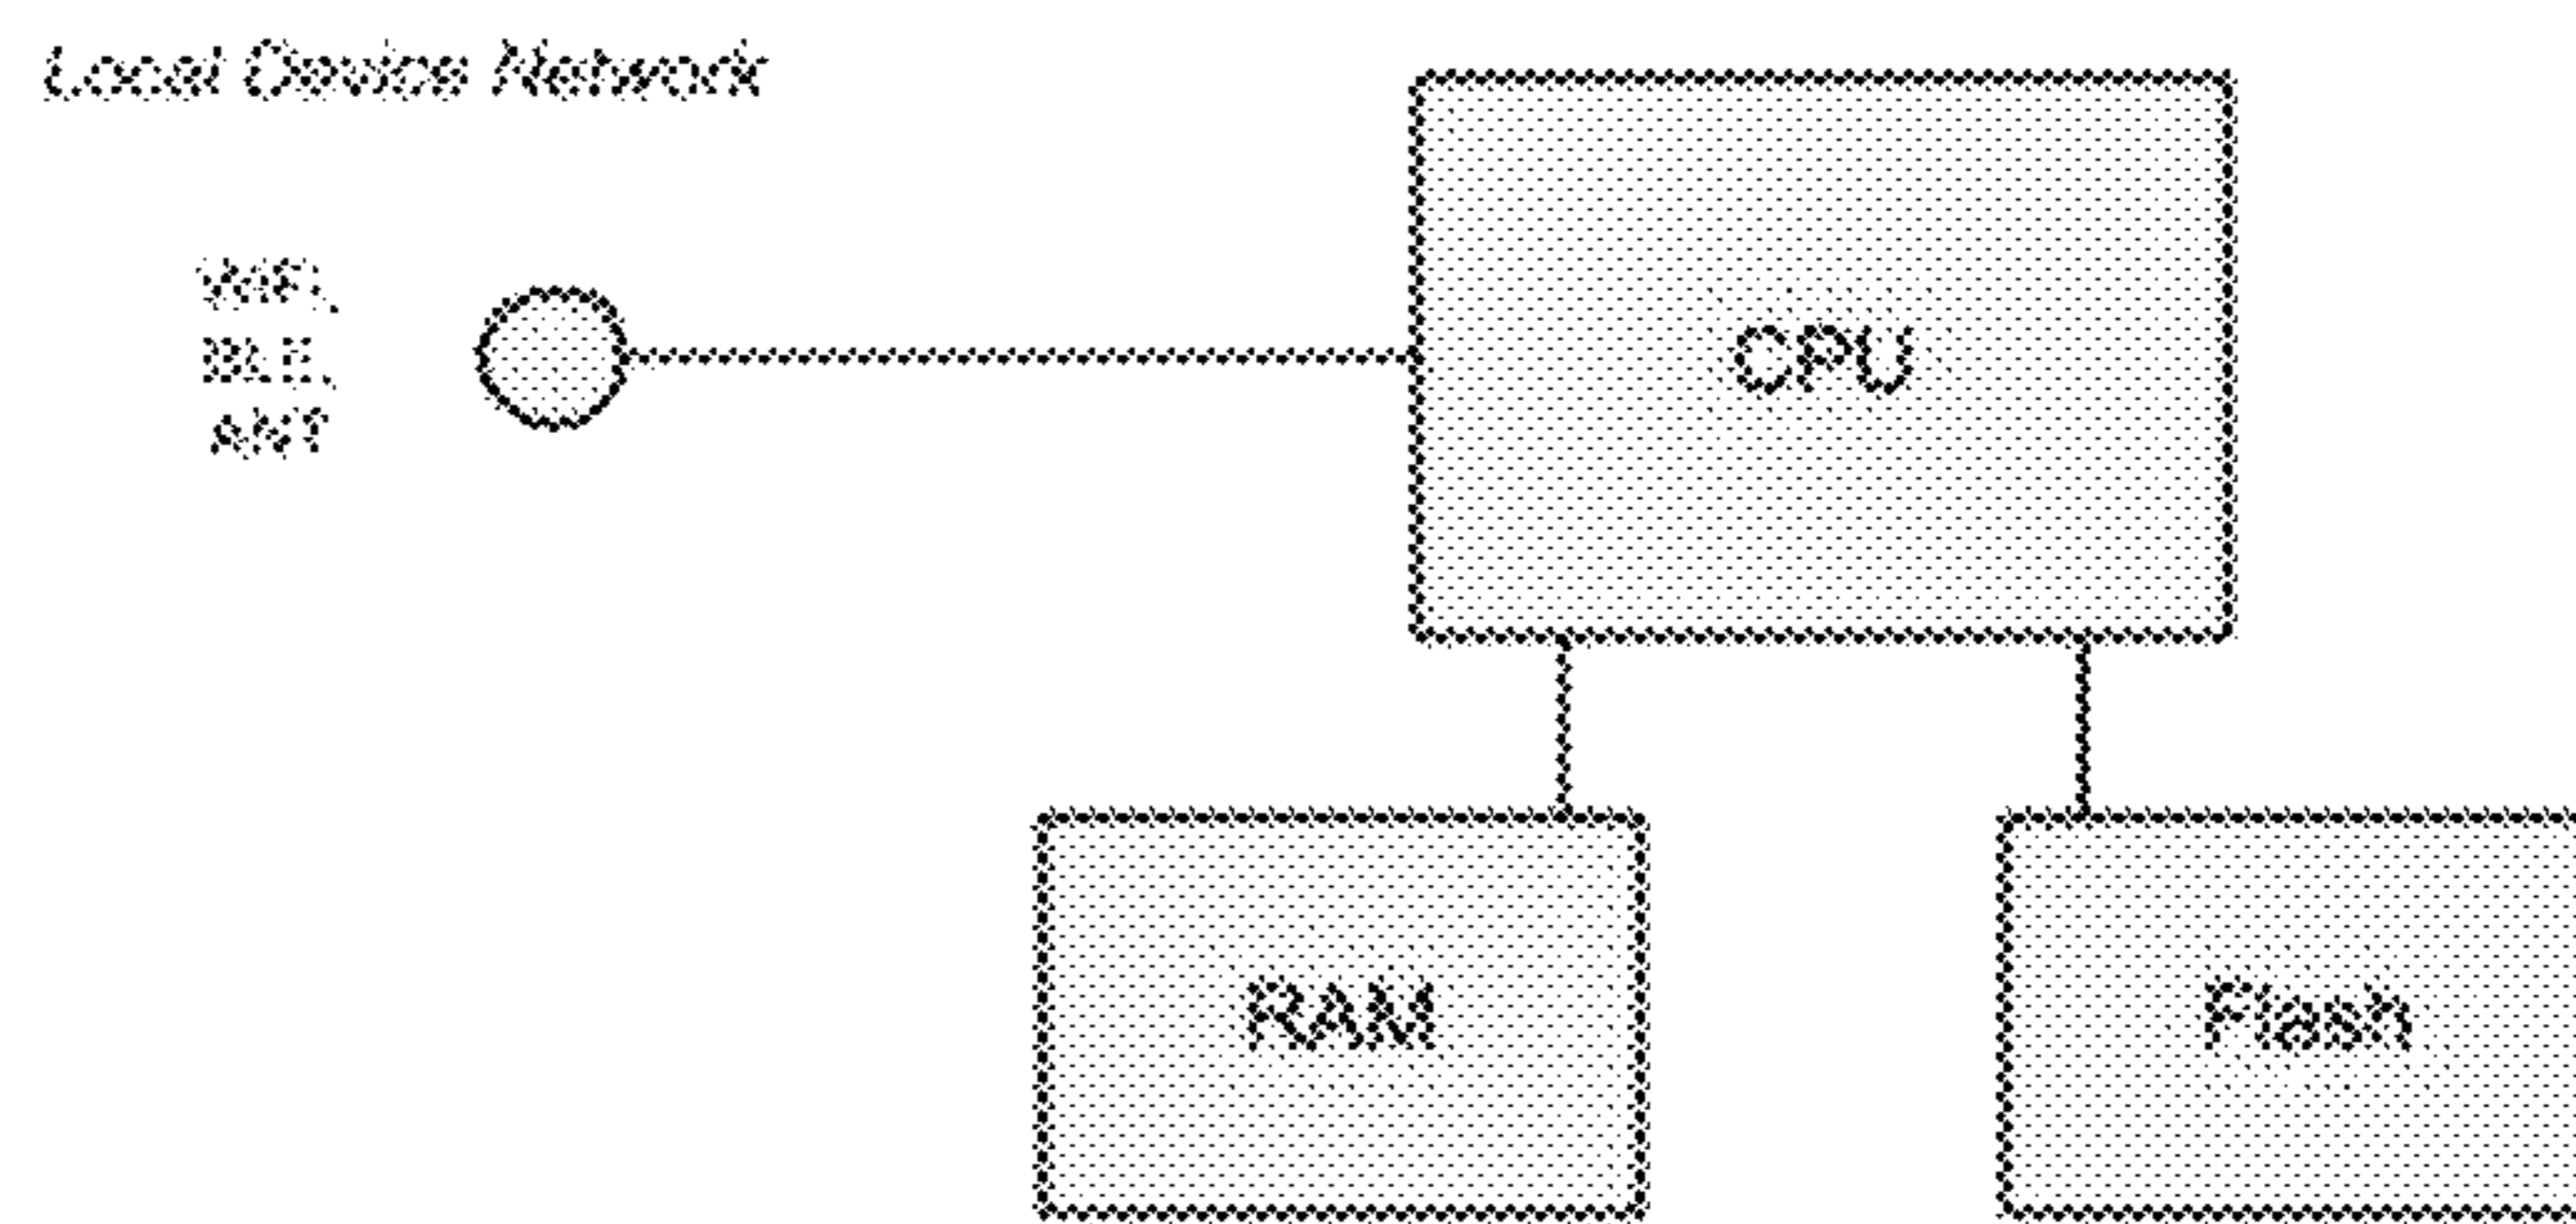 Local Device Network
WiFi,
BLE,
ANT
CPU
RAM
Flash